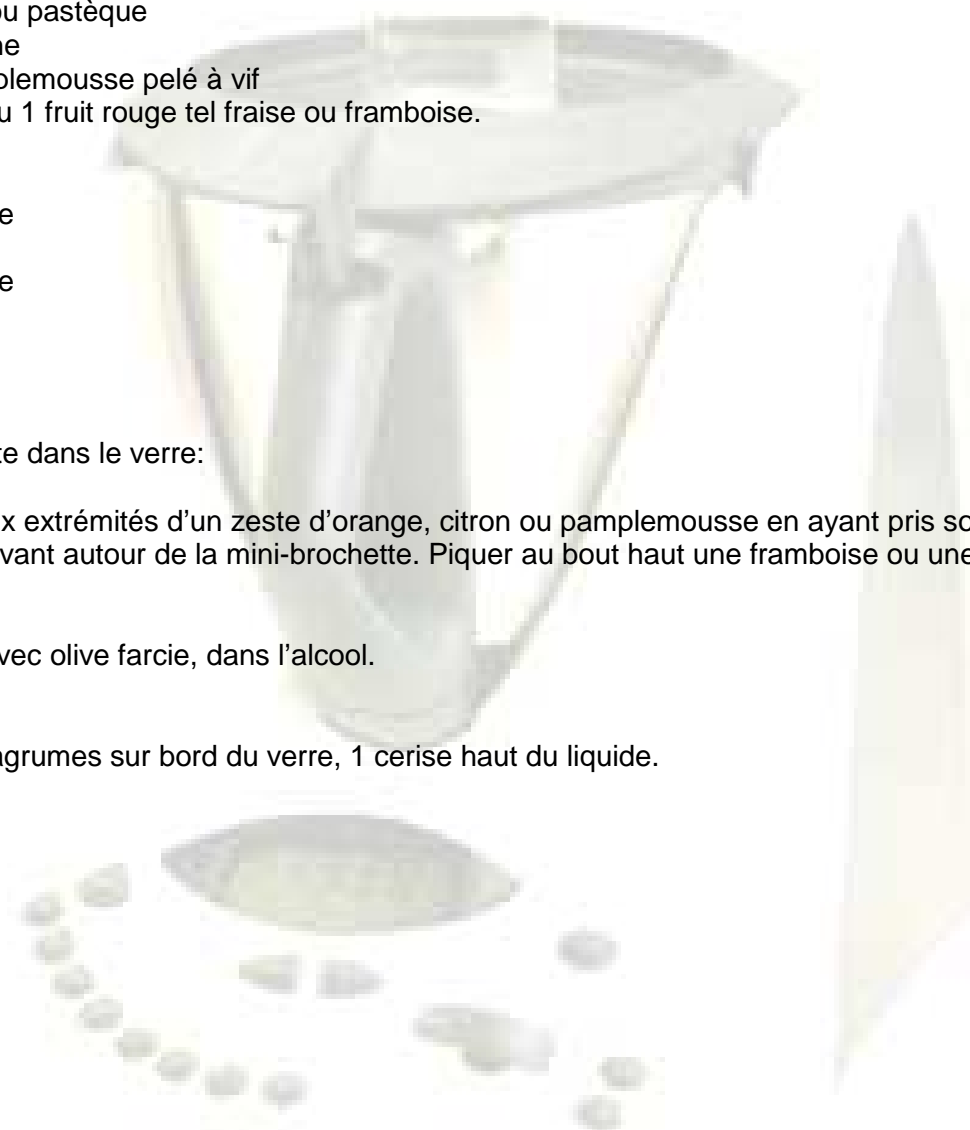 ou pastèque
ne
plemousse pelé à vif
u 1 fruit rouge tel fraise ou framboise.
e
e
te dans le verre:
x extrémités d’un zeste d’orange, citron ou pamplemousse en ayant pris so
vant autour de la mini-brochette. Piquer au bout haut une framboise ou une
vec olive farcie, dans l’alcool.
agrumes sur bord du verre, 1 cerise haut du liquide.